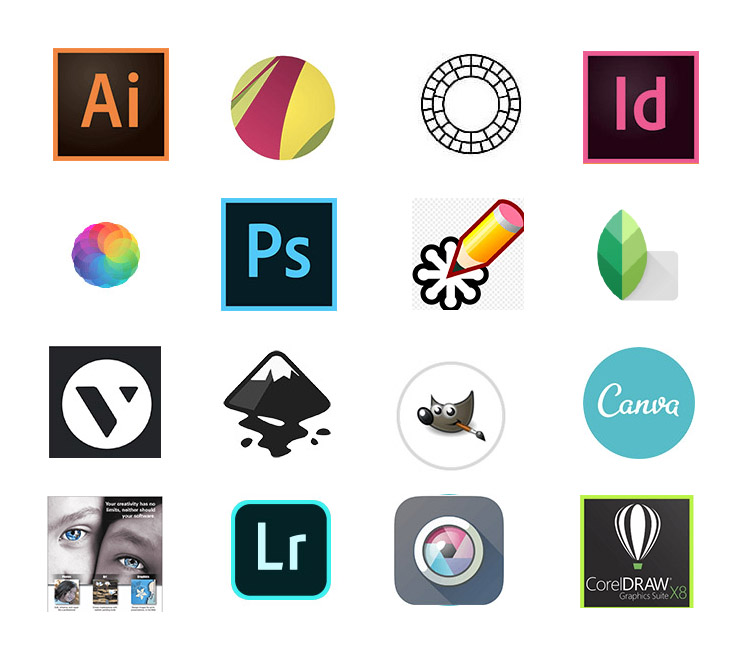 Ai
Id
Ps
Canva
Your creativity has no
limits, neither should
your software.
Lr
CorelDRAW
Graphics Suite X8